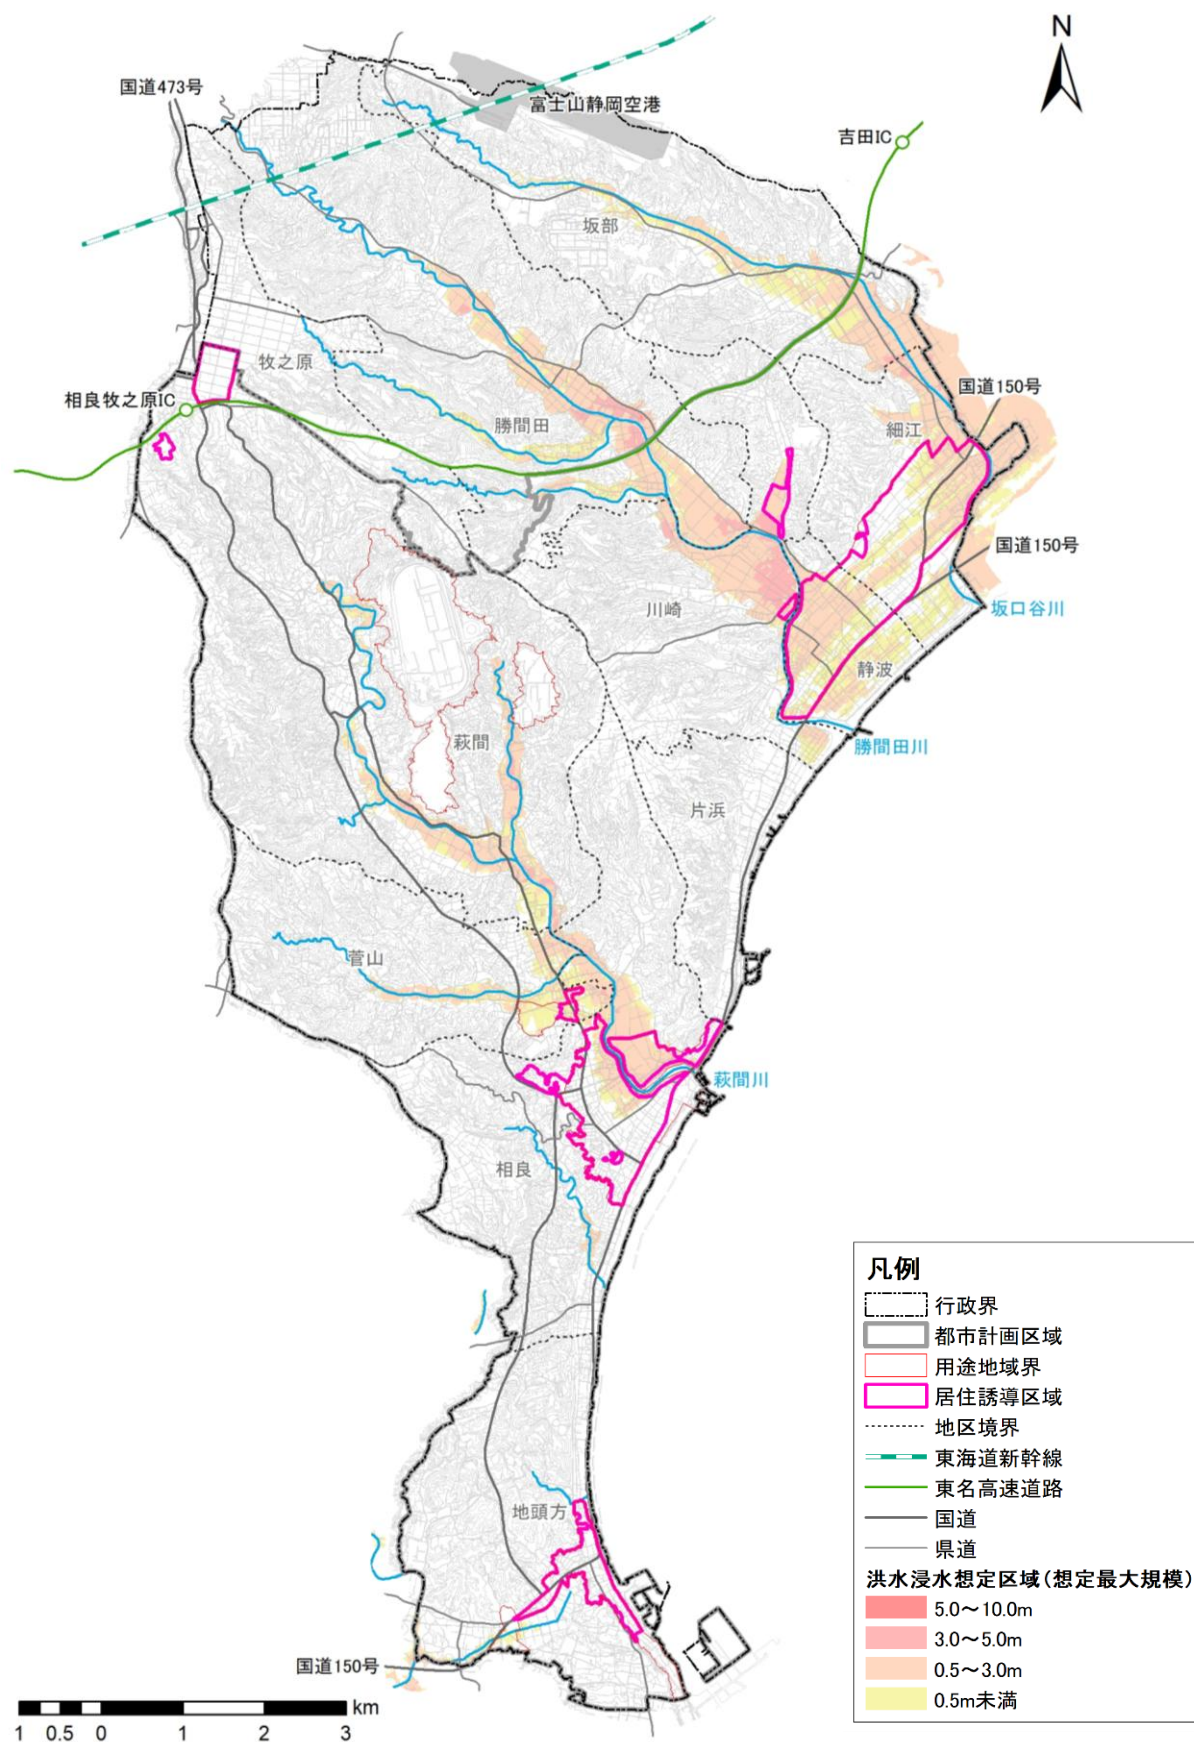 N
国道473号
富士山静岡空港
吉田IC
坂部
牧之原
相良牧之原IC
国道150号
勝間田
細江
国道150号
川崎
坂口谷川
静波
萩間
勝間田川
片浜
菅山
萩間川
相良
地頭方
国道150号
km
1 0.5 0 1 2 3
凡例
行政界
都市計画区域
用途地域界
居住誘導区域
地区境界
東海道新幹線
東名高速道路
国道
県道
洪水浸水想定区域(想定最大規模)
5.0～10.0m
3.0～5.0m
0.5～3.0m
0.5m未満